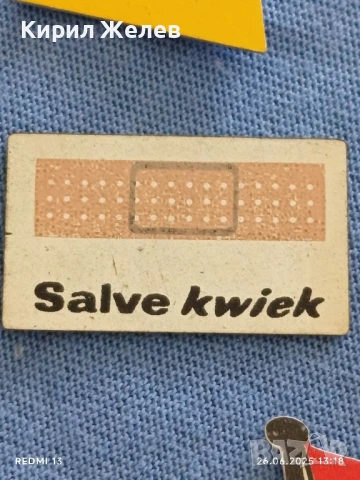 Кирил Желев
Salve kwiek
REDMI 13
26.06.2025 13:18